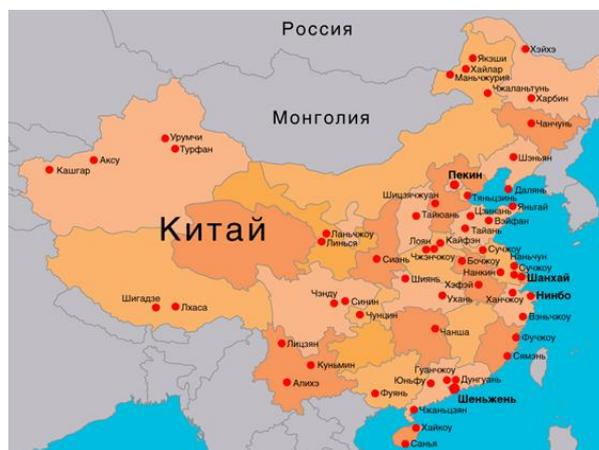 Россия
Хэйхэ
Якэши
Хайлар
Маньчжурия
Чжаланьтунь
Харбин
Монголия
Чанчунь
Урумчи
Турфан
Шэньян
Аксу
Кашгар
Пекин
Далянь
Шицзячжуан
Тяньцзинь
Яньтай
Тайюань
Цзинань
Вэйфан
Китай
Тайань
Ланьчжоу
Линься
Лоян
Кайфэн
Чжэнчжоу
Сучжоу
Наньчун
Сиань
Бочжоу
Сучжоу
Нанкин
Шанхай
Шиянь
Хэфэй
Чэнду
Синин
Ухань
Ханчжоу
Нинбо
Шигадзе
Лхаса
Чунцин
Вэньчжоу
Чанша
Фучжоу
Лицзян
Сямэнь
Куньмин
Гуанчжоу
Алихэ
Юньфу
Дунгуань
Фуянь
Шеньжень
Чжаньцзян
Хайкоу
Санья